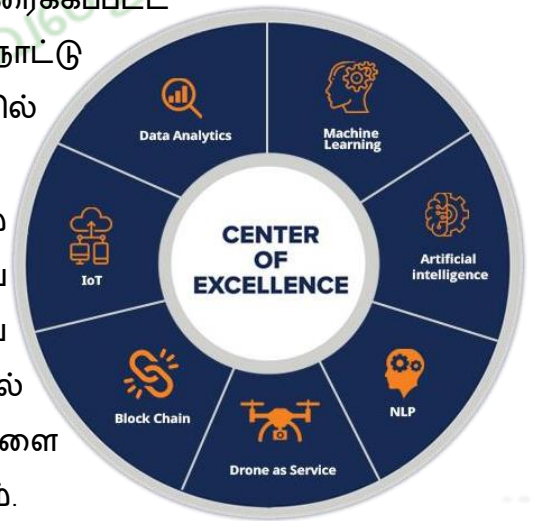 நாட்டு
ில்
ளை
ம்.
Data Analytics
Machine
Learning
Artificial
intelligence
NLP
Drone as Service
Block Chain
IoT
CENTER
OF
EXCELLENCE